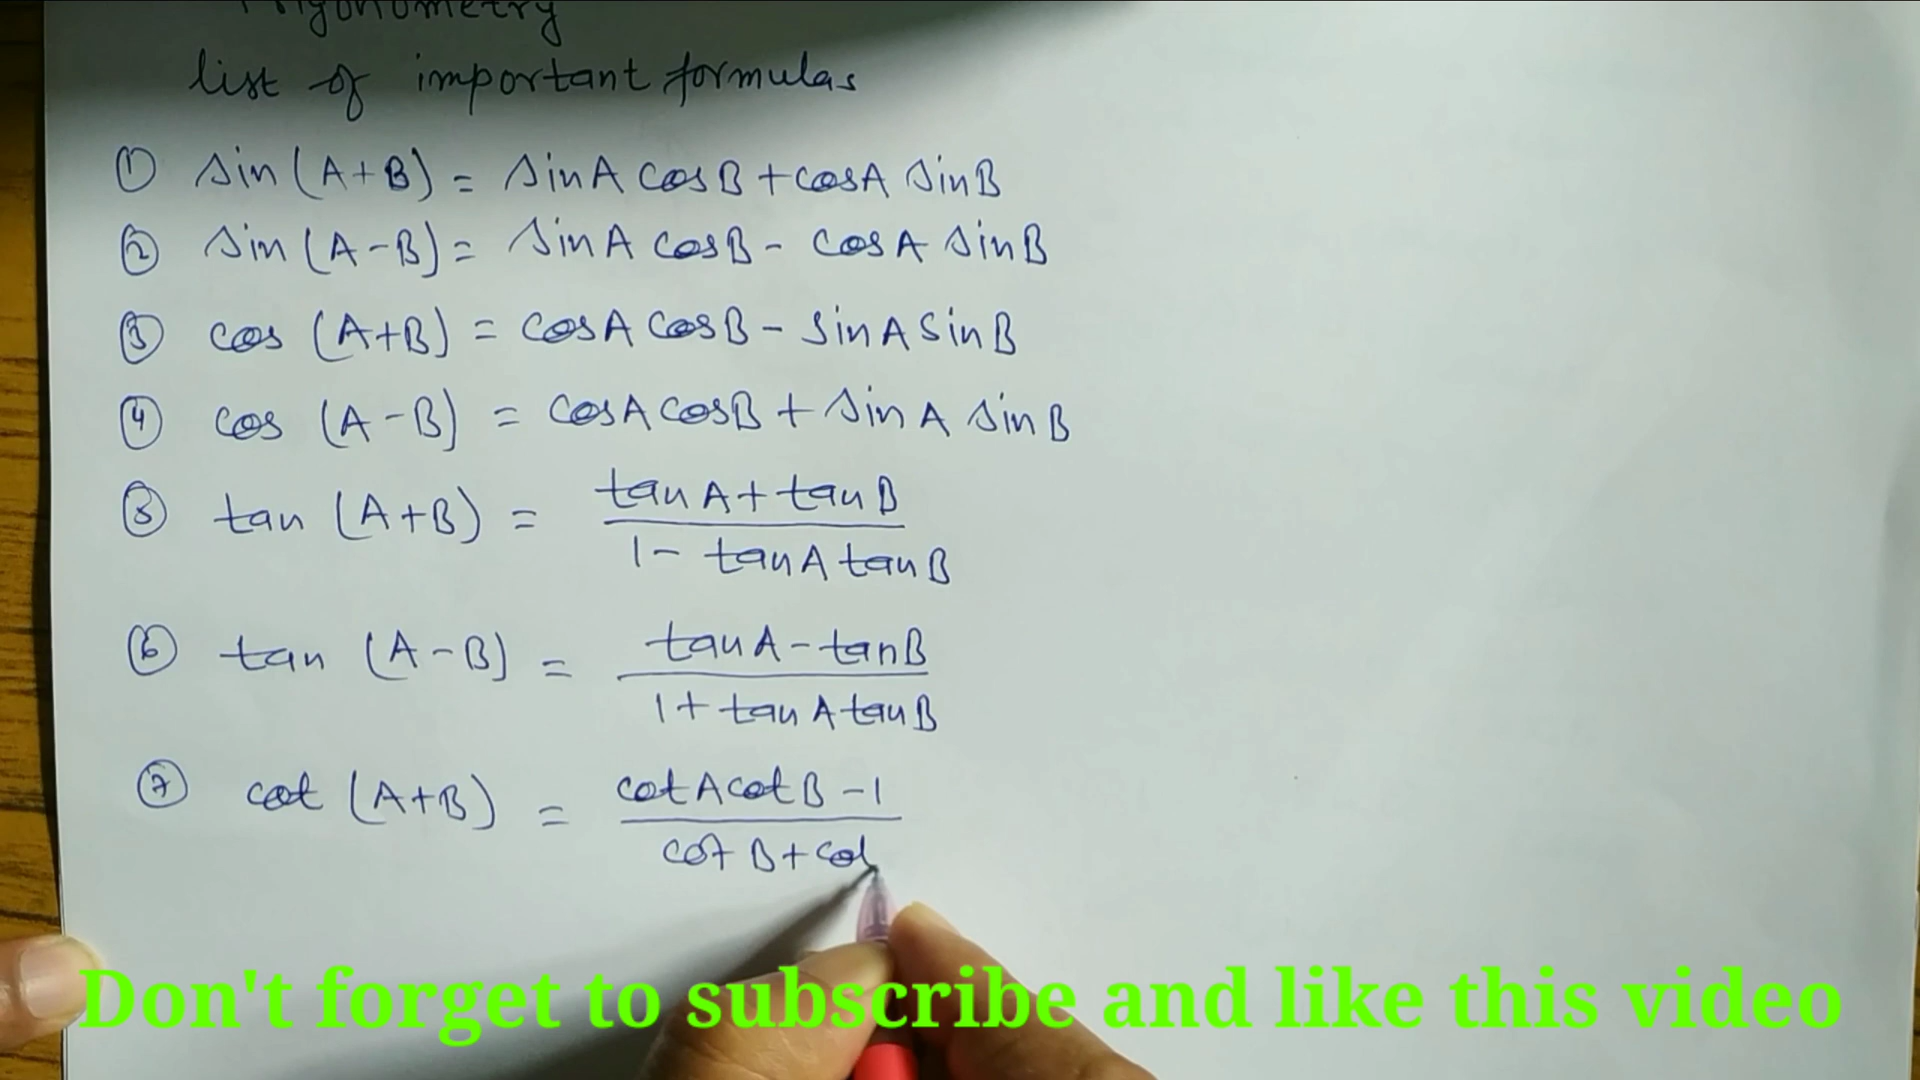 Trigonometry
list of important formulas
① sin (A+B) = sinA cosB + cosA sinB
② sin (A-B) = sinA cosB - cosA sinB
③ cos (A+B) = cosA cosB - sinA sinB
④ cos (A-B) = cosA cosB + sinA sinB
⑤ tan (A+B) =
tanA + tanB
1 - tanA tanB
⑥ tan (A-B) =
tanA - tanB
1 + tanA tanB
⑦ cot (A+B) =
cotA cotB - 1
cotB + cot
Don't forget to subscribe and like this video